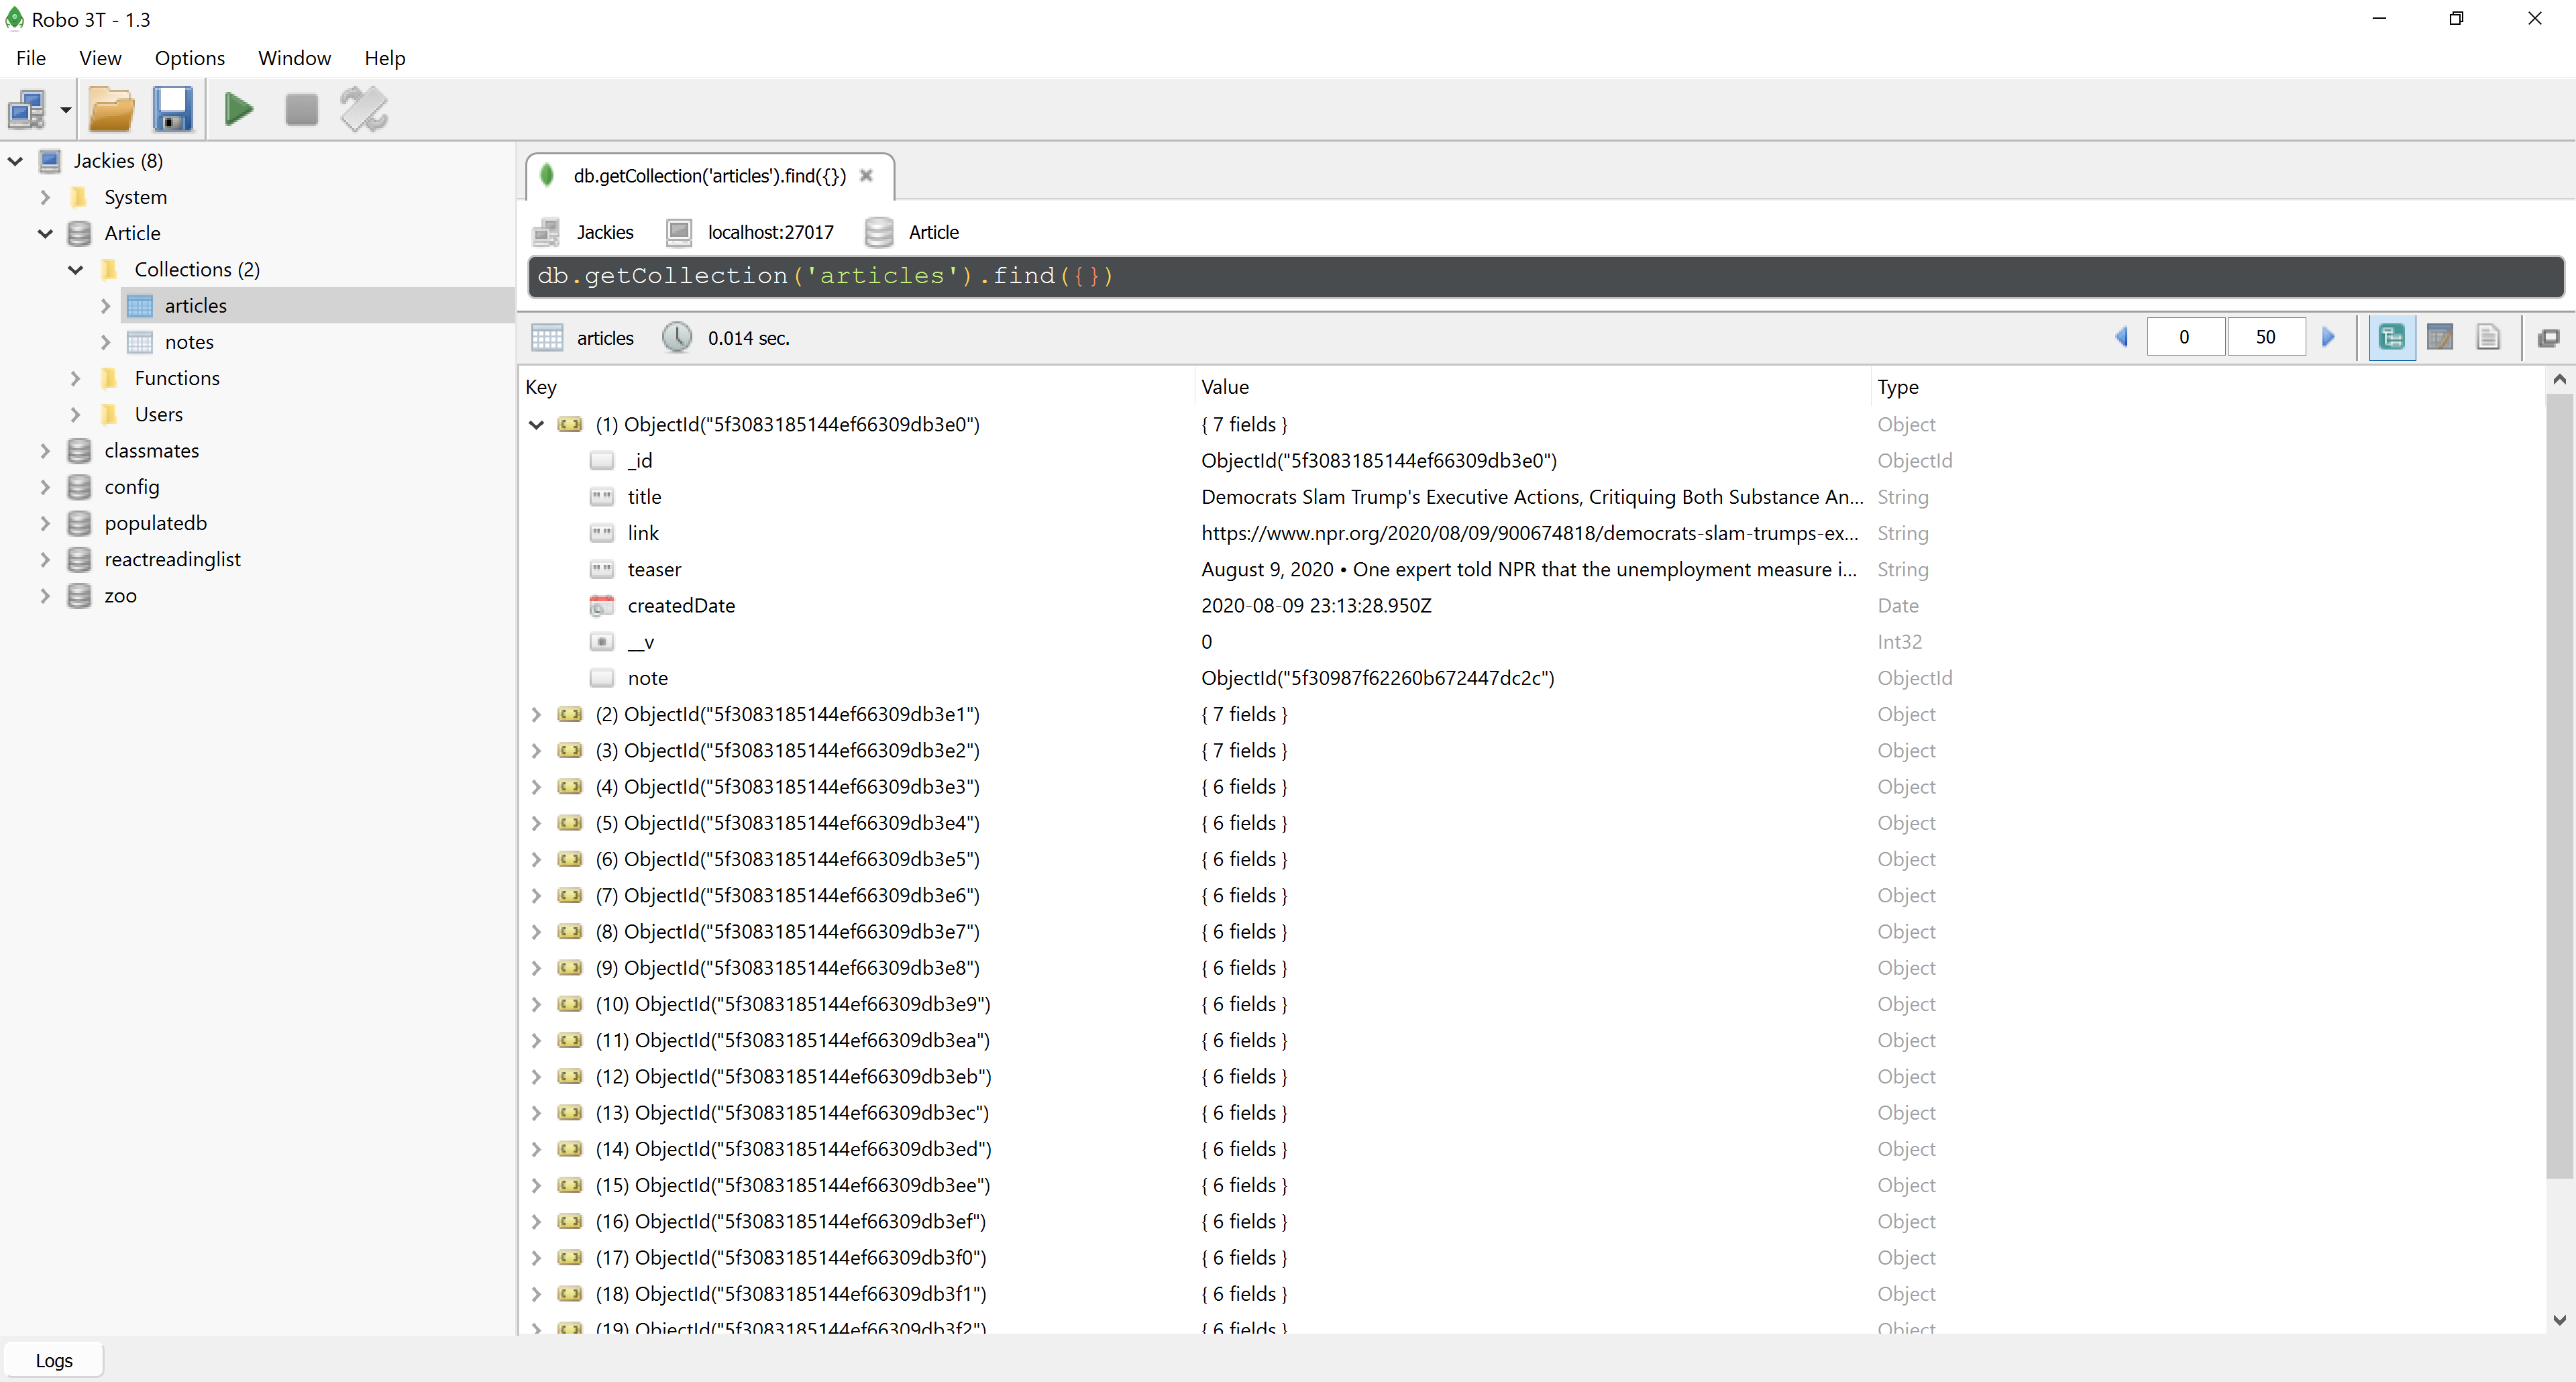 Robo 3T - 1.3
File View Options Window Help
Jackies (8)
System
Article
Collections (2)
articles
notes
Functions
Users
classmates
config
populatedb
reactreadinglist
zoo
db.getCollection('articles').find({})
Jackies localhost:27017 Article
db.getCollection('articles').find({})
articles 0.014 sec. 0 50
Key Value Type
(1) ObjectId("5f3083185144ef66309db3e0") { 7 fields } Object
_id ObjectId("5f3083185144ef66309db3e0") ObjectId
title Democrats Slam Trump's Executive Actions, Critiquing Both Substance An... String
link https://www.npr.org/2020/08/09/900674818/democrats-slam-trumps-ex... String
teaser August 9, 2020 • One expert told NPR that the unemployment measure i... String
createdDate 2020-08-09 23:13:28.950Z Date
__v 0 Int32
note ObjectId("5f30987f62260b672447dc2c") ObjectId
(2) ObjectId("5f3083185144ef66309db3e1") { 7 fields } Object
(3) ObjectId("5f3083185144ef66309db3e2") { 7 fields } Object
(4) ObjectId("5f3083185144ef66309db3e3") { 6 fields } Object
(5) ObjectId("5f3083185144ef66309db3e4") { 6 fields } Object
(6) ObjectId("5f3083185144ef66309db3e5") { 6 fields } Object
(7) ObjectId("5f3083185144ef66309db3e6") { 6 fields } Object
(8) ObjectId("5f3083185144ef66309db3e7") { 6 fields } Object
(9) ObjectId("5f3083185144ef66309db3e8") { 6 fields } Object
(10) ObjectId("5f3083185144ef66309db3e9") { 6 fields } Object
(11) ObjectId("5f3083185144ef66309db3ea") { 6 fields } Object
(12) ObjectId("5f3083185144ef66309db3eb") { 6 fields } Object
(13) ObjectId("5f3083185144ef66309db3ec") { 6 fields } Object
(14) ObjectId("5f3083185144ef66309db3ed") { 6 fields } Object
(15) ObjectId("5f3083185144ef66309db3ee") { 6 fields } Object
(16) ObjectId("5f3083185144ef66309db3ef") { 6 fields } Object
(17) ObjectId("5f3083185144ef66309db3f0") { 6 fields } Object
(18) ObjectId("5f3083185144ef66309db3f1") { 6 fields } Object
(19) ObjectId("5f3083185144ef66309db3f2") { 6 fields } Object
Logs